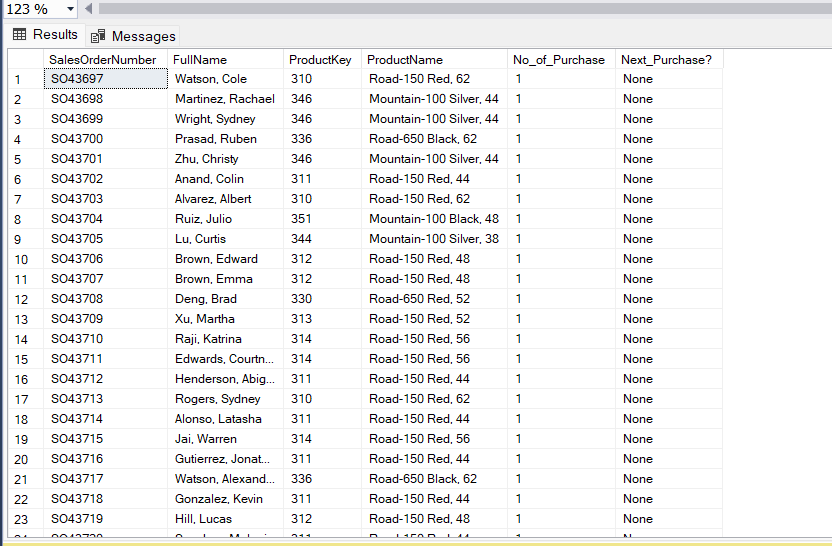 123 %
Results Messages
SalesOrderNumber FullName ProductKey ProductName No_of_Purchase Next_Purchase?
1 SO43697 Watson, Cole 310 Road-150 Red, 62 1 None
2 SO43698 Martinez, Rachael 346 Mountain-100 Silver, 44 1 None
3 SO43699 Wright, Sydney 346 Mountain-100 Silver, 44 1 None
4 SO43700 Prasad, Ruben 336 Road-650 Black, 62 1 None
5 SO43701 Zhu, Christy 346 Mountain-100 Silver, 44 1 None
6 SO43702 Anand, Colin 311 Road-150 Red, 44 1 None
7 SO43703 Alvarez, Albert 310 Road-150 Red, 62 1 None
8 SO43704 Ruiz, Julio 351 Mountain-100 Black, 48 1 None
9 SO43705 Lu, Curtis 344 Mountain-100 Silver, 38 1 None
10 SO43706 Brown, Edward 312 Road-150 Red, 48 1 None
11 SO43707 Brown, Emma 312 Road-150 Red, 48 1 None
12 SO43708 Deng, Brad 330 Road-650 Red, 52 1 None
13 SO43709 Xu, Martha 313 Road-150 Red, 52 1 None
14 SO43710 Raji, Katrina 314 Road-150 Red, 56 1 None
15 SO43711 Edwards, Courtn... 314 Road-150 Red, 56 1 None
16 SO43712 Henderson, Abig... 311 Road-150 Red, 44 1 None
17 SO43713 Rogers, Sydney 310 Road-150 Red, 62 1 None
18 SO43714 Alonso, Latasha 311 Road-150 Red, 44 1 None
19 SO43715 Jai, Warren 314 Road-150 Red, 56 1 None
20 SO43716 Gutierrez, Jonat... 311 Road-150 Red, 44 1 None
21 SO43717 Watson, Alexand... 336 Road-650 Black, 62 1 None
22 SO43718 Gonzalez, Kevin 311 Road-150 Red, 44 1 None
23 SO43719 Hill, Lucas 312 Road-150 Red, 48 1 None